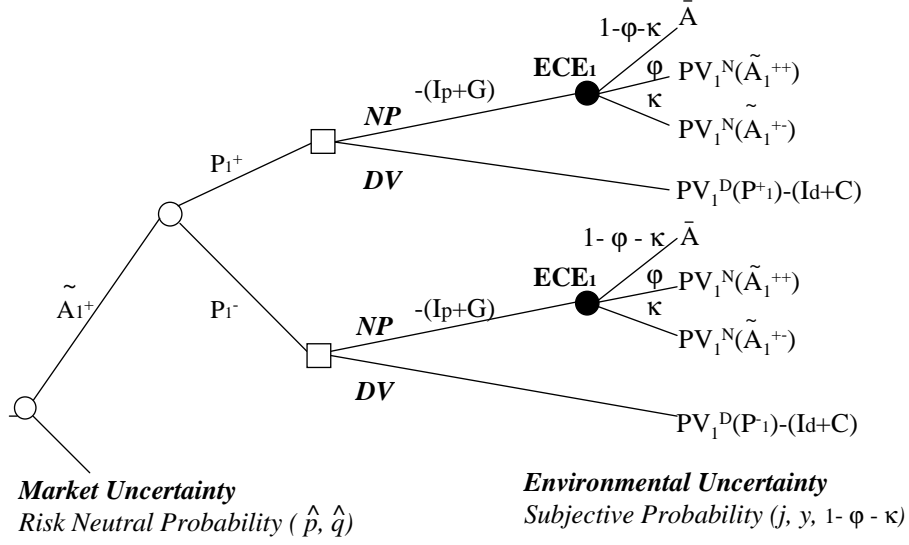 1-φ-κ Ā
ECE₁ φ PV₁ᴺ(Ã₁⁺⁺)
-(Ip+G) κ
NP PV₁ᴺ(Ã₁⁺⁻)
P₁⁺
DV PV₁ᴰ(P⁺₁)-(Id+C)
1- φ - κ Ā
ECE₁ φ PV₁ᴺ(Ã₁⁺⁺)
Ã₁⁺ P₁⁻ -(Ip+G) κ
NP PV₁ᴺ(Ã₁⁺⁻)
DV
PV₁ᴰ(P⁻₁)-(Id+C)
Market Uncertainty
Risk Neutral Probability ( p̂, q̂)
Environmental Uncertainty
Subjective Probability (j, y, 1- φ - κ)